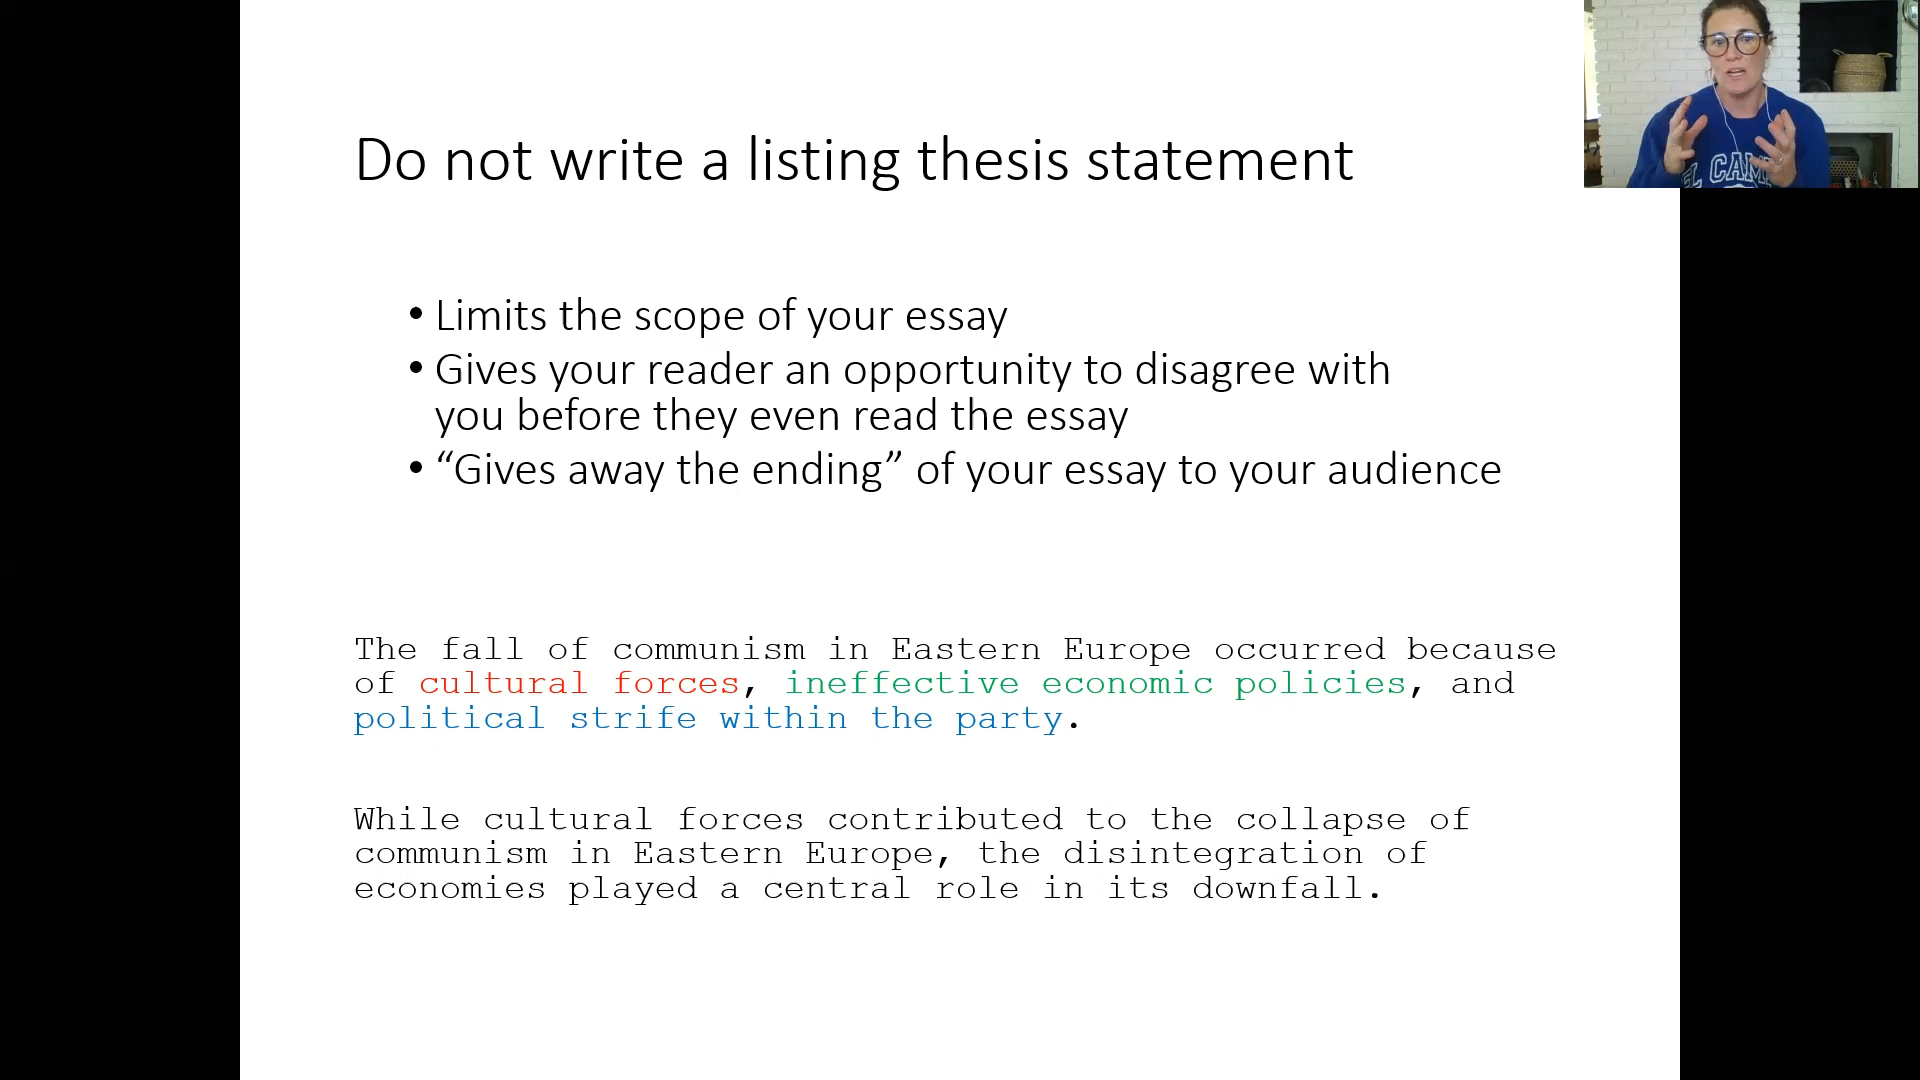 Do not write a listing thesis statement
• Limits the scope of your essay
• Gives your reader an opportunity to disagree with
you before they even read the essay
• “Gives away the ending” of your essay to your audience
The fall of communism in Eastern Europe occurred because
of cultural forces, ineffective economic policies, and
political strife within the party.
While cultural forces contributed to the collapse of
communism in Eastern Europe, the disintegration of
economies played a central role in its downfall.